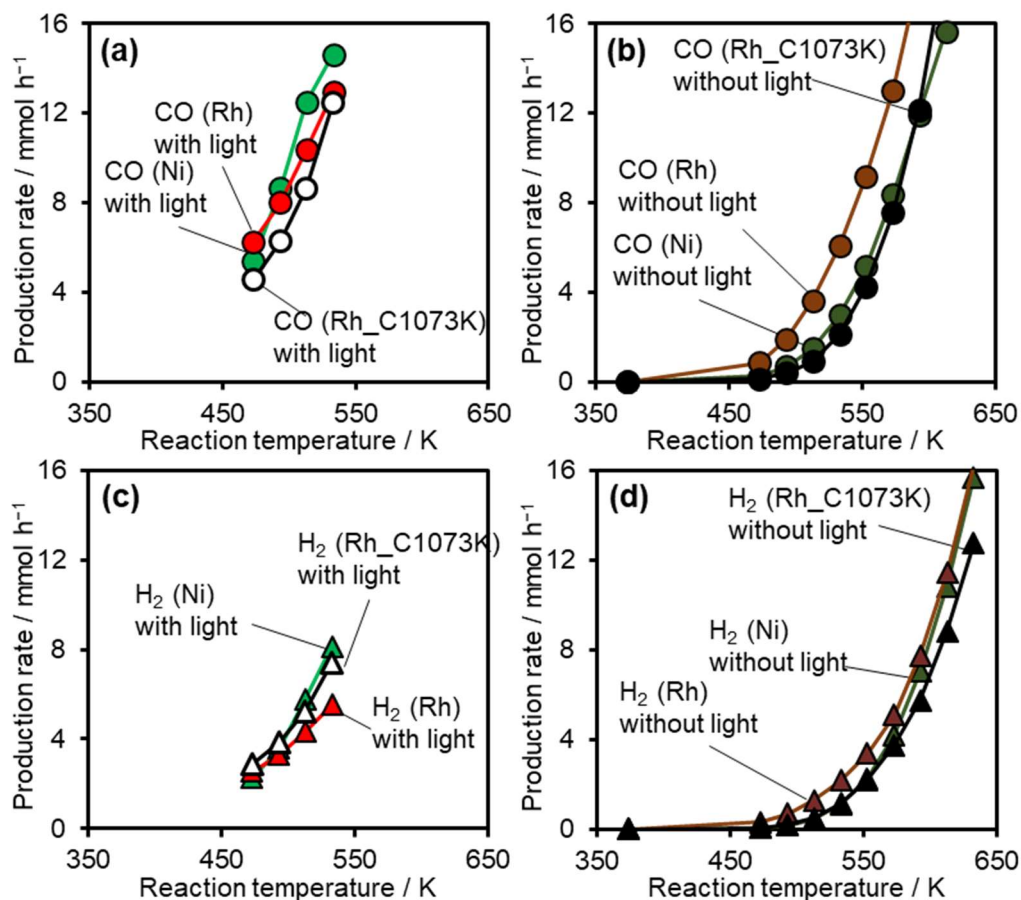 (a)
16
12
8
4
0
Production rate / mmol h⁻¹
CO (Rh)
with light
CO (Ni)
with light
CO (Rh_C1073K)
with light
350
450
550
650
Reaction temperature / K
(b)
16
12
8
4
0
Production rate / mmol h⁻¹
CO (Rh_C1073K)
without light
CO (Rh)
without light
CO (Ni)
without light
350
450
550
650
Reaction temperature / K
(c)
16
12
8
4
0
Production rate / mmol h⁻¹
H₂ (Rh_C1073K)
with light
H₂ (Ni)
with light
H₂ (Rh)
with light
350
450
550
650
Reaction temperature / K
(d)
16
12
8
4
0
Production rate / mmol h⁻¹
H₂ (Rh_C1073K)
without light
H₂ (Ni)
without light
H₂ (Rh)
without light
350
450
550
650
Reaction temperature / K